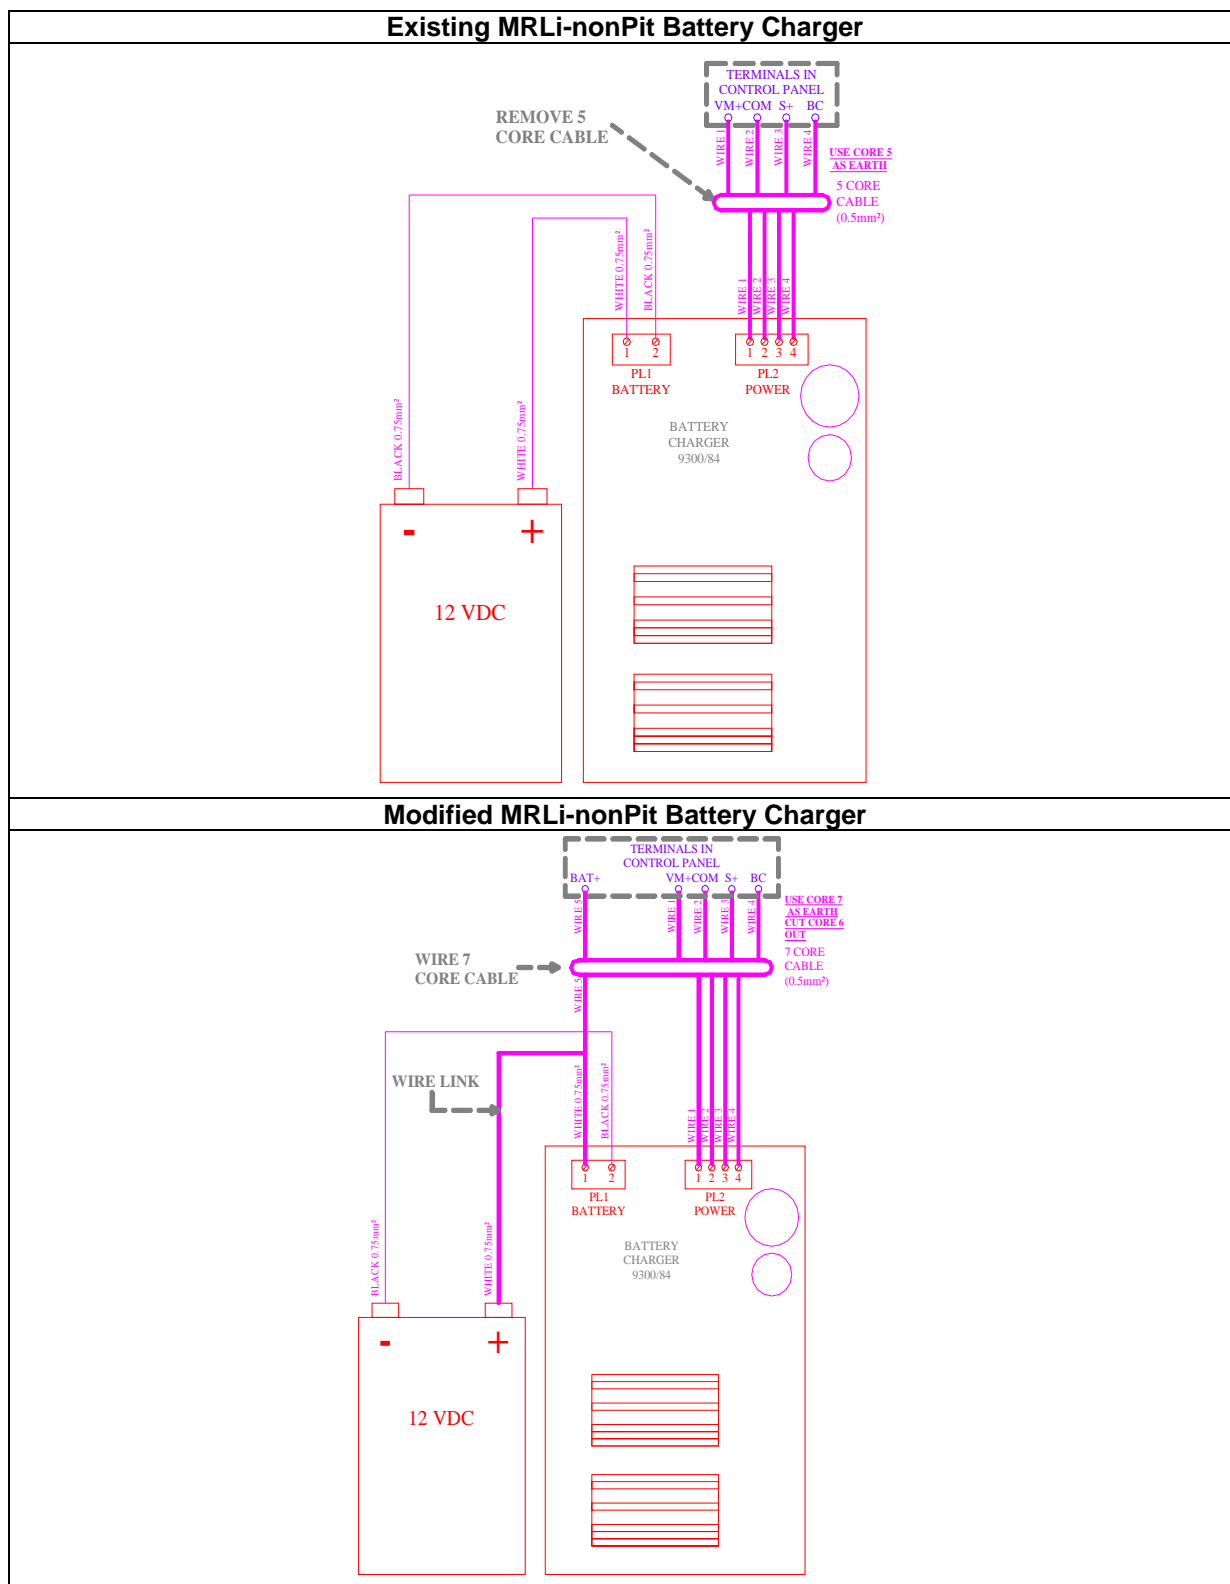 Existing MRLi-nonPit Battery Charger
TERMINALS IN
CONTROL PANEL
VM+ COM S+ BC
REMOVE 5
CORE CABLE
WIRE 1
WIRE 2
WIRE 3
WIRE 4
USE CORE 5
AS EARTH
5 CORE
CABLE
(0.5mm²)
WHITE 0.75mm²
BLACK 0.75mm²
WIRE 1
WIRE 2
WIRE 3
WIRE 4
1 2
1 2 3 4
PL1
BATTERY
PL2
POWER
BATTERY
CHARGER
9300/84
BLACK 0.75mm²
WHITE 0.75mm²
- +
12 VDC
Modified MRLi-nonPit Battery Charger
TERMINALS IN
CONTROL PANEL
BAT+ VM+ COM S+ BC
WIRE 5
WIRE 1
WIRE 2
WIRE 3
WIRE 4
USE CORE 7
AS EARTH
CUT CORE 6
OUT
7 CORE
CABLE
(0.5mm²)
WIRE 7
CORE CABLE
WIRE 5
WIRE LINK
WHITE 0.75mm²
BLACK 0.75mm²
WIRE 1
WIRE 2
WIRE 3
WIRE 4
1 2
1 2 3 4
PL1
BATTERY
PL2
POWER
BATTERY
CHARGER
9300/84
BLACK 0.75mm²
WHITE 0.75mm²
- +
12 VDC